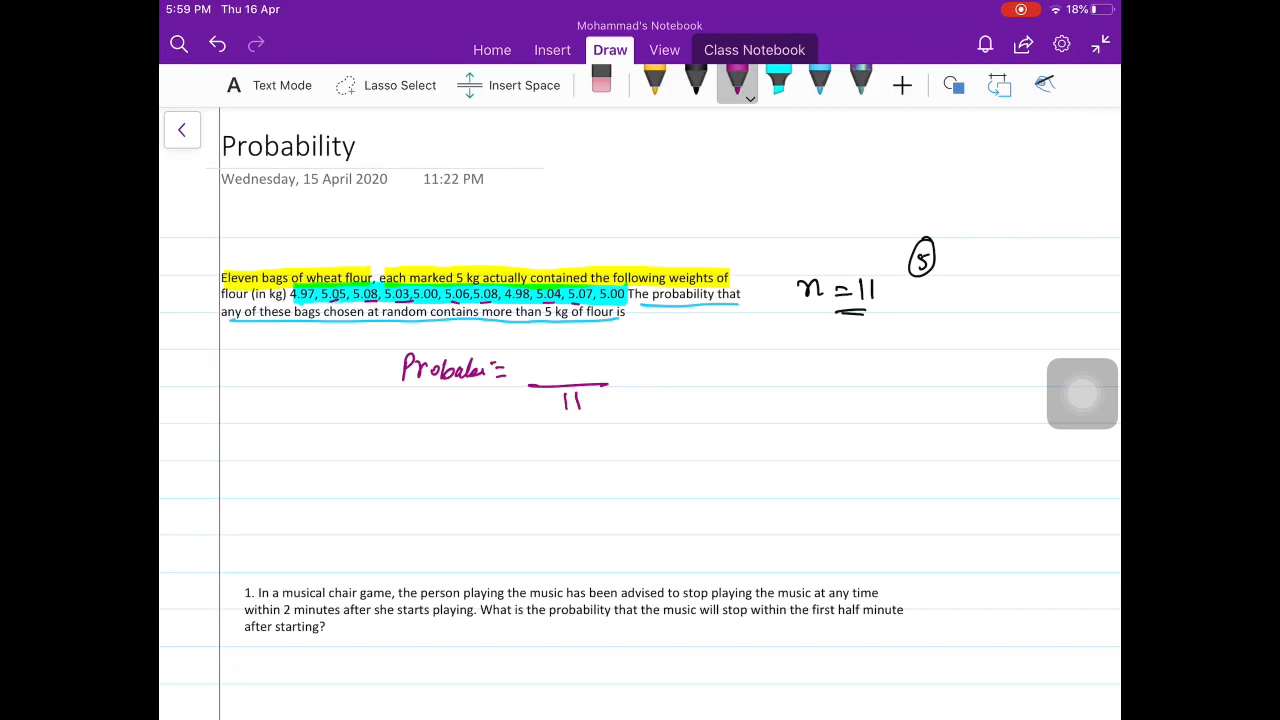 5:59 PM Thu 16 Apr
18%
Mohammad's Notebook
Home Insert Draw View Class Notebook
A Text Mode Lasso Select Insert Space
Probability
Wednesday, 15 April 2020 11:22 PM
Eleven bags of wheat flour, each marked 5 kg actually contained the following weights of
flour (in kg) 4.97, 5.05, 5.08, 5.03,5.00, 5.06,5.08, 4.98, 5.04, 5.07, 5.00 The probability that
any of these bags chosen at random contains more than 5 kg of flour is
n = 11
5
=
11
1. In a musical chair game, the person playing the music has been advised to stop playing the music at any time
within 2 minutes after she starts playing. What is the probability that the music will stop within the first half minute
after starting?